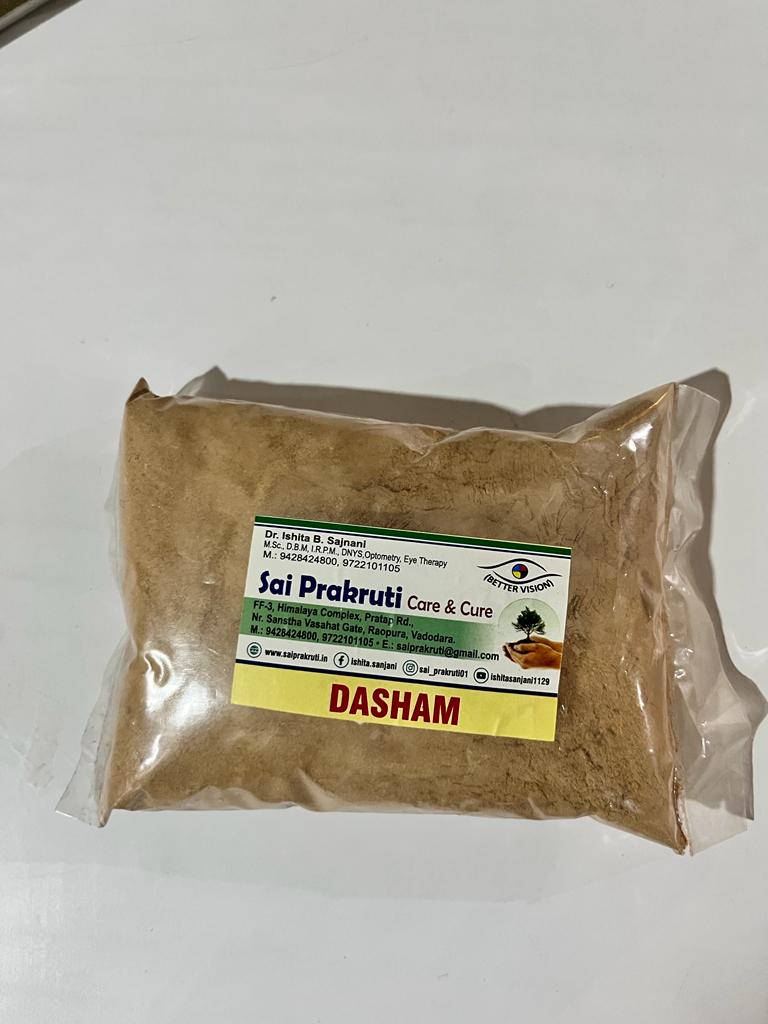 Dr. Ishita B. Sajnani
M.Sc., D.B.M, I.R.P.M., DNYS,Optometry, Eye Therapy
M.: 9428424800, 9722101105
(BETTER VISION)
Sai Prakruti Care & Cure
FF-3, Himalaya Complex, Pratap Rd.,
Nr. Sanstha Vasahat Gate, Raopura, Vadodara.
M.: 9428424800, 9722101105 • E.: saiprakruti@gmail.com
www.saiprakruti.in ishita.sanjani sai_prakruti01 ishitasanjani1129
DASHAM